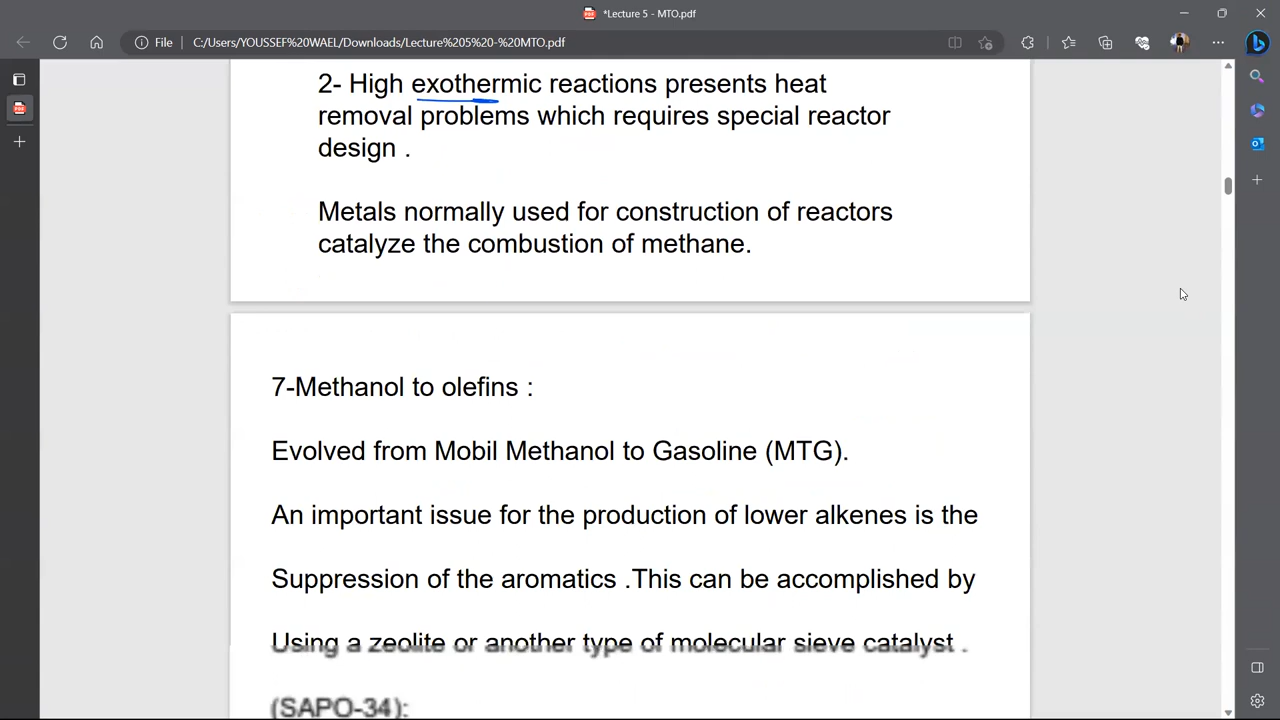 *Lecture 5 - MTO.pdf
File C:/Users/YOUSSEF%20WAEL/Downloads/Lecture%205%20-%20MTO.pdf
2- High exothermic reactions presents heat
removal problems which requires special reactor
design .
Metals normally used for construction of reactors
catalyze the combustion of methane.
7-Methanol to olefins :
Evolved from Mobil Methanol to Gasoline (MTG).
An important issue for the production of lower alkenes is the
Suppression of the aromatics .This can be accomplished by
Using a zeolite or another type of molecular sieve catalyst .
(SAPO-34):